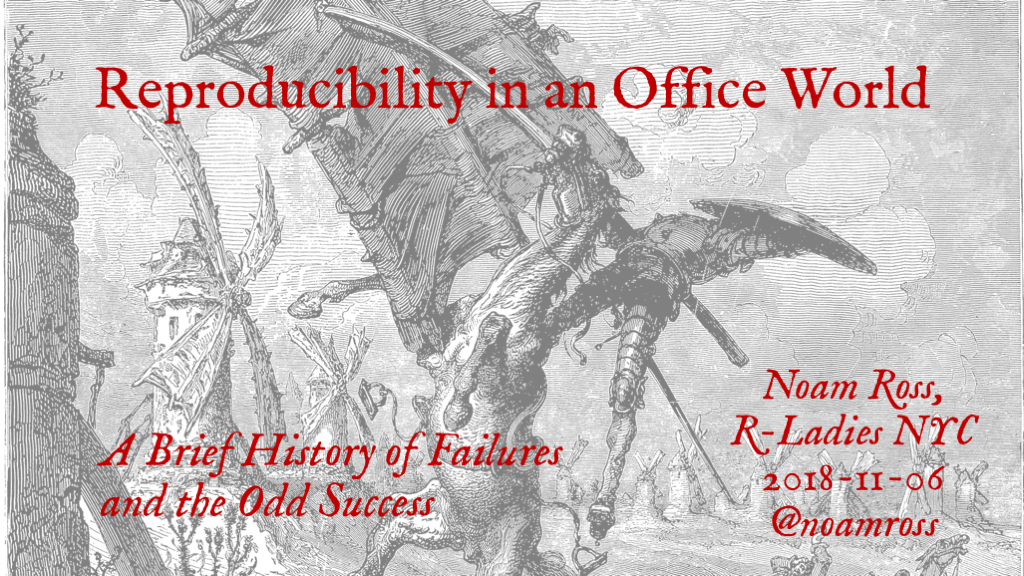 Reproducibility in an Office World
A Brief History of Failures
and the Odd Success
Noam Ross,
R-Ladies NYC
2018-11-06
@noamross